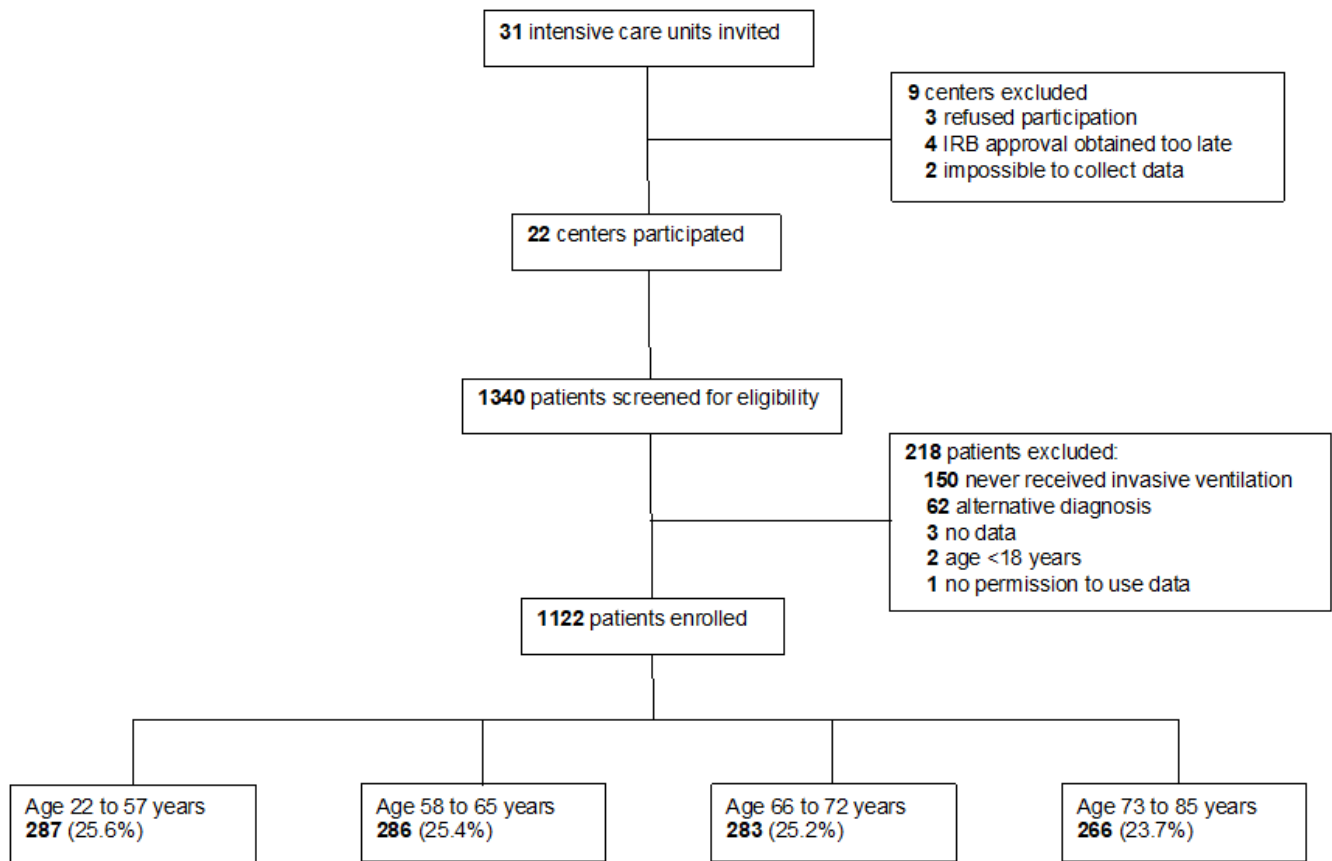 31 intensive care units invited
9 centers excluded
3 refused participation
4 IRB approval obtained too late
2 impossible to collect data
22 centers participated
1340 patients screened for eligibility
218 patients excluded:
150 never received invasive ventilation
62 alternative diagnosis
3 no data
2 age <18 years
1 no permission to use data
1122 patients enrolled
Age 22 to 57 years
287 (25.6%)
Age 58 to 65 years
286 (25.4%)
Age 66 to 72 years
283 (25.2%)
Age 73 to 85 years
266 (23.7%)